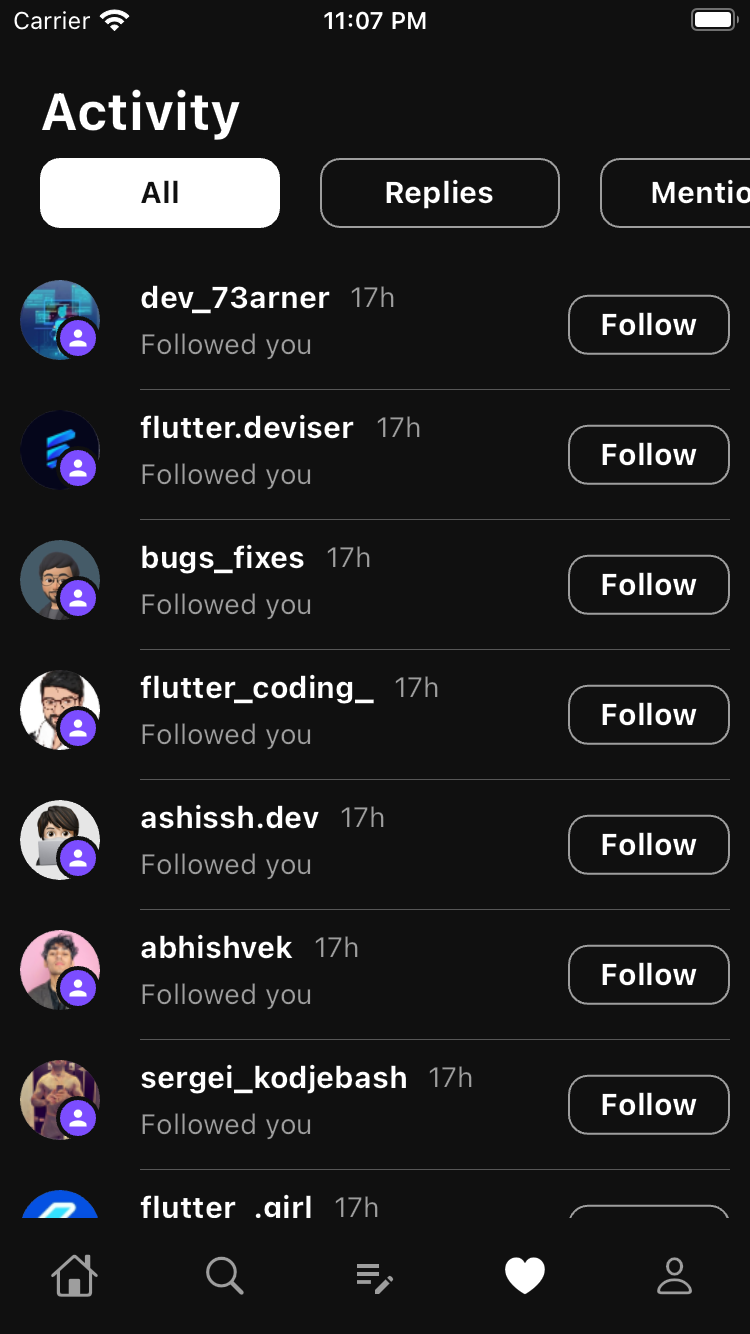 Carrier 11:07 PM
Activity
All Replies Mentio
dev_73arner 17h
Followed you
Follow
flutter.deviser 17h
Followed you
Follow
bugs_fixes 17h
Followed you
Follow
flutter_coding_ 17h
Followed you
Follow
ashissh.dev 17h
Followed you
Follow
abhishvek 17h
Followed you
Follow
sergei_kodjebash 17h
Followed you
Follow
flutter_.girl 17h